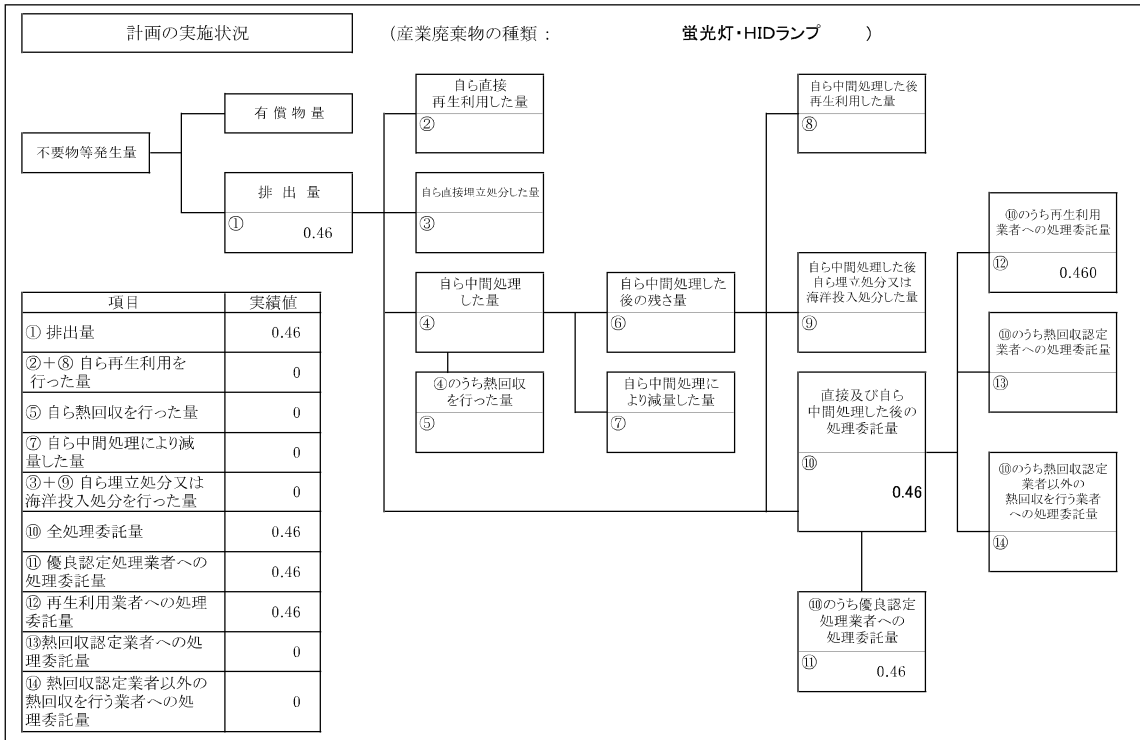 計画の実施状況
(産業廃棄物の種類： 蛍光灯・HIDランプ )
不要物等発生量
有 償 物 量
排 出 量
①
0.46
自ら直接
再生利用した量
②
自ら直接埋立処分した量
③
自ら中間処理
した量
④
④のうち熱回収
を行った量
⑤
自ら中間処理した
後の残さ量
⑥
自ら中間処理に
より減量した量
⑦
自ら中間処理した後
再生利用した量
⑧
自ら中間処理した後
自ら埋立処分又は
海洋投入処分した量
⑨
直接及び自ら
中間処理した後の
処理委託量
⑩
0.46
⑩のうち優良認定
処理業者への
処理委託量
⑪
0.46
⑩のうち再生利用
業者への処理委託量
⑫
0.460
⑩のうち熱回収認定
業者への処理委託量
⑬
⑩のうち熱回収認定
業者以外の
熱回収を行う業者
への処理委託量
⑭
項目 実績値
① 排出量 0.46
②＋⑧ 自ら再生利用を
行った量 0
⑤ 自ら熱回収を行った量 0
⑦ 自ら中間処理により減
量した量 0
③＋⑨ 自ら埋立処分又は
海洋投入処分を行った量 0
⑩ 全処理委託量 0.46
⑪ 優良認定処理業者への
処理委託量 0.46
⑫ 再生利用業者への処理
委託量 0.46
⑬熱回収認定業者への処
理委託量 0
⑭ 熱回収認定業者以外の
熱回収を行う業者への処
理委託量 0